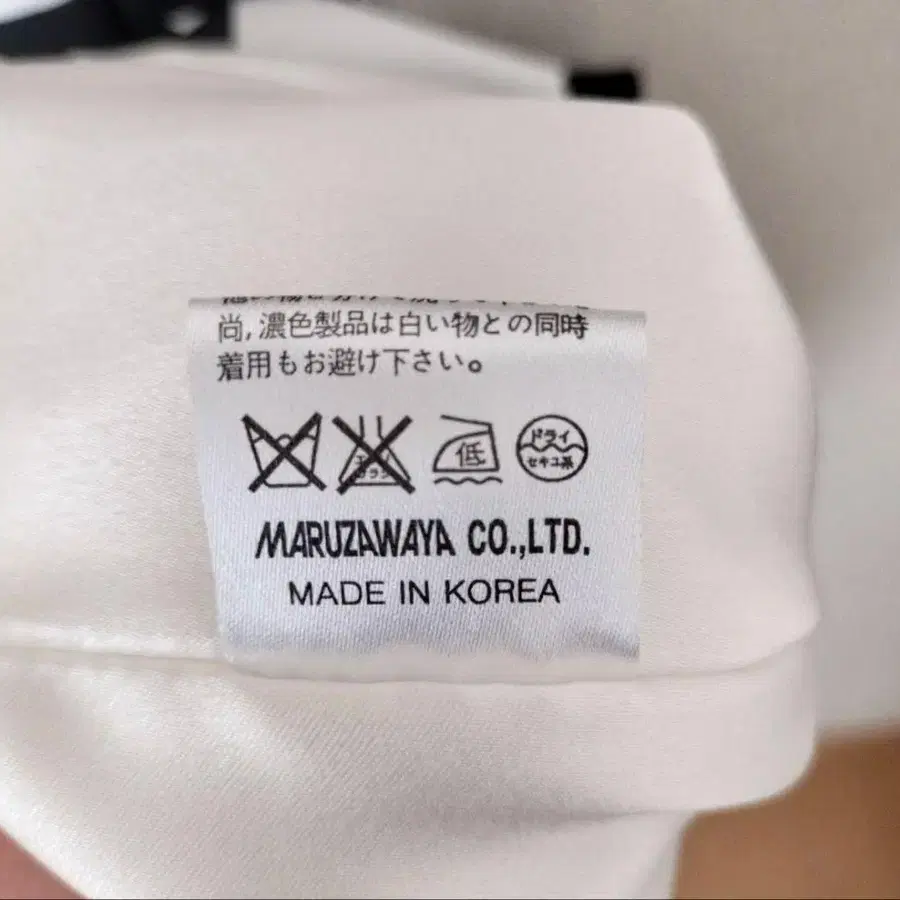 尚,濃色製品は白い物との同時
着用もお避け下さい。
低
ドライ
セキユ系
MARUZAWAYA CO.,LTD.
MADE IN KOREA